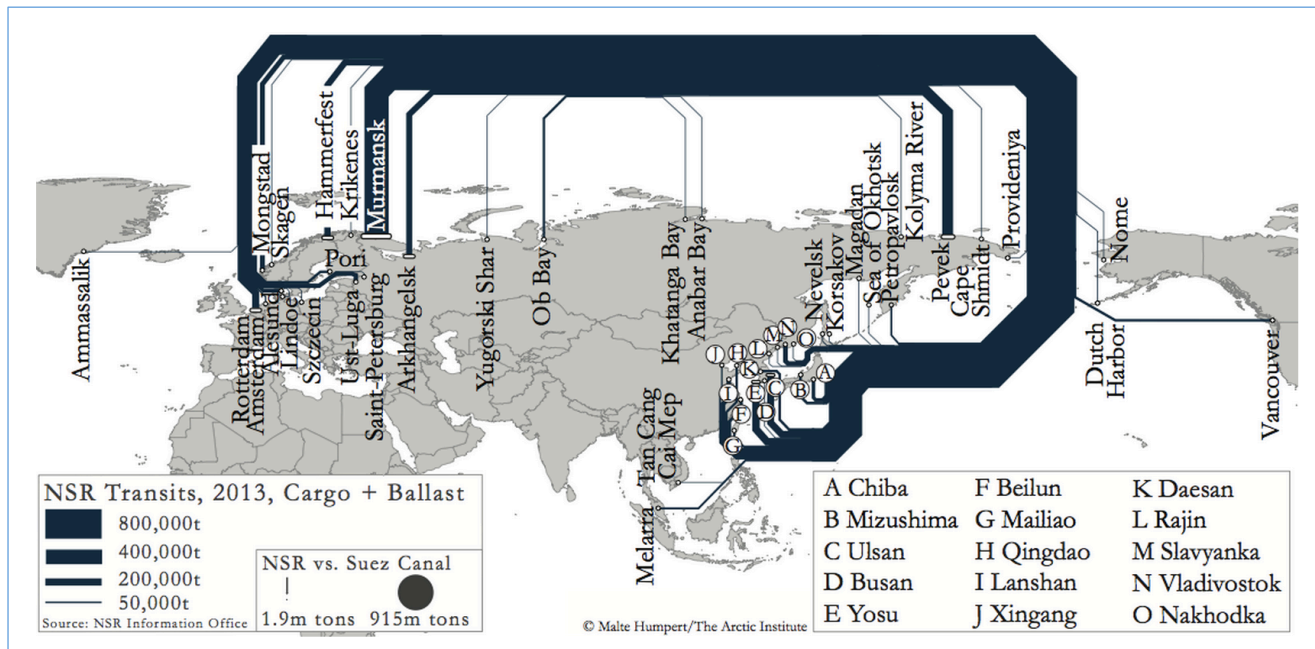 Ammassalik
Mongstad
Skagen
Hammerfest
Krikenes
Murmansk
Pori
Rotterdam
Amsterdam
Alesund
Lindoe
Szczecin
Ust-Luga
Saint-Petersburg
Arkhangelsk
Yugorski Shar
Ob Bay
Khatanga Bay
Anabar Bay
Nevelsk
Korsakov
Magadan
Sea of Okhotsk
Petropavlosk
Kolyma River
Pevek
Cape
Shmidt
Provideniya
Nome
Dutch
Harbor
Vancouver
Tan Cang
Cai Mep
Melarra
J
H
L
M
N
O
K
I
E
C
B
A
F
D
G
NSR Transits, 2013, Cargo + Ballast
800,000t
400,000t
200,000t
50,000t
Source: NSR Information Office
NSR vs. Suez Canal
1.9m tons 915m tons
© Malte Humpert/The Arctic Institute
A Chiba
B Mizushima
C Ulsan
D Busan
E Yosu
F Beilun
G Mailiao
H Qingdao
I Lanshan
J Xingang
K Daesan
L Rajin
M Slavyanka
N Vladivostok
O Nakhodka